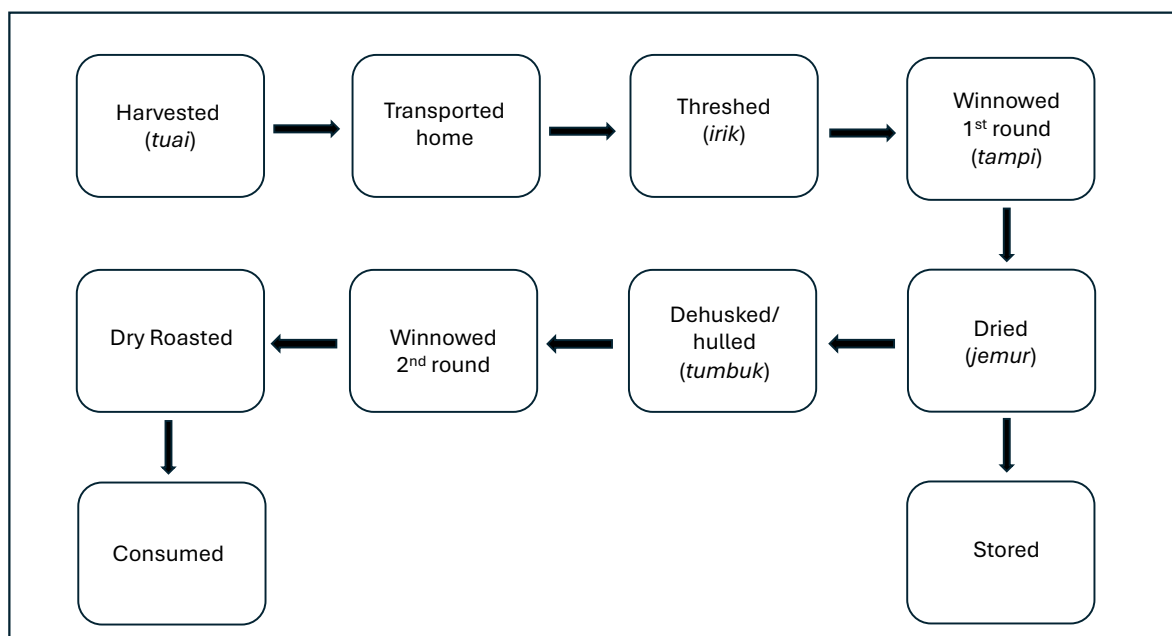 Harvested
(tuai)
Transported
home
Threshed
(irik)
Winnowed
1st round
(tampi)
Dry Roasted
Winnowed
2nd round
Dehusked/
hulled
(tumbuk)
Dried
(jemur)
Consumed
Stored